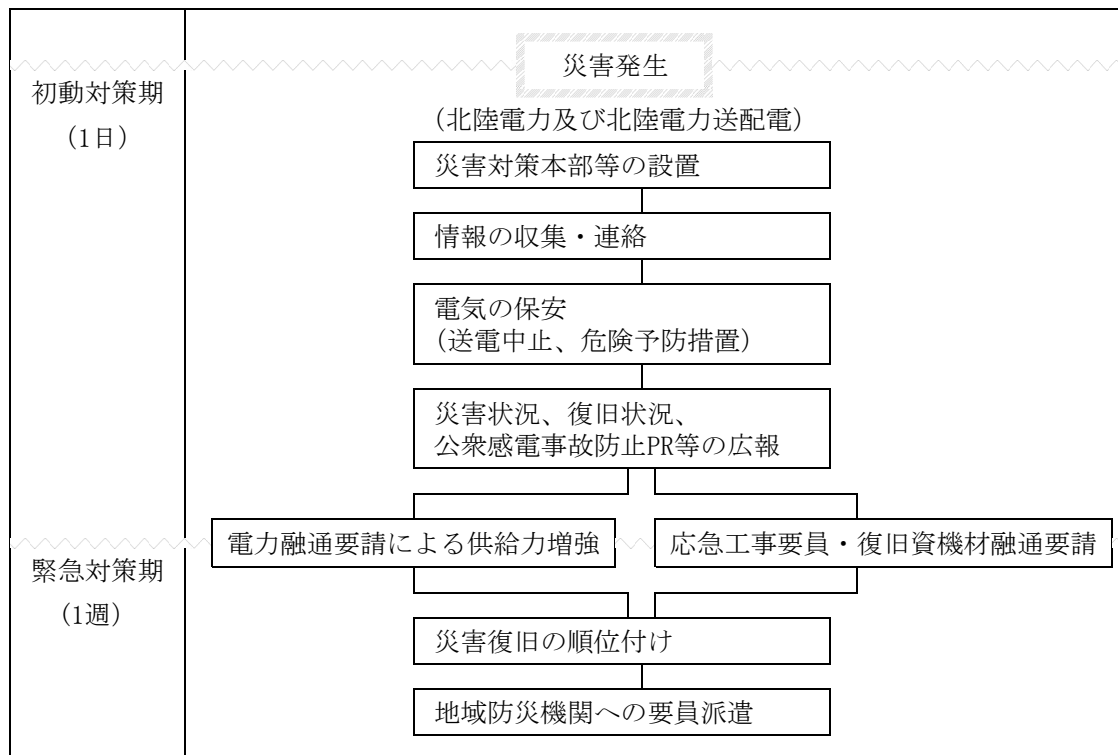 災害発生
初動対策期
(1日)
(北陸電力及び北陸電力送配電)
災害対策本部等の設置
情報の収集・連絡
電気の保安
(送電中止、危険予防措置)
災害状況、復旧状況、
公衆感電事故防止PR等の広報
電力融通要請による供給力増強
応急工事要員・復旧資機材融通要請
緊急対策期
(1週)
災害復旧の順位付け
地域防災機関への要員派遣